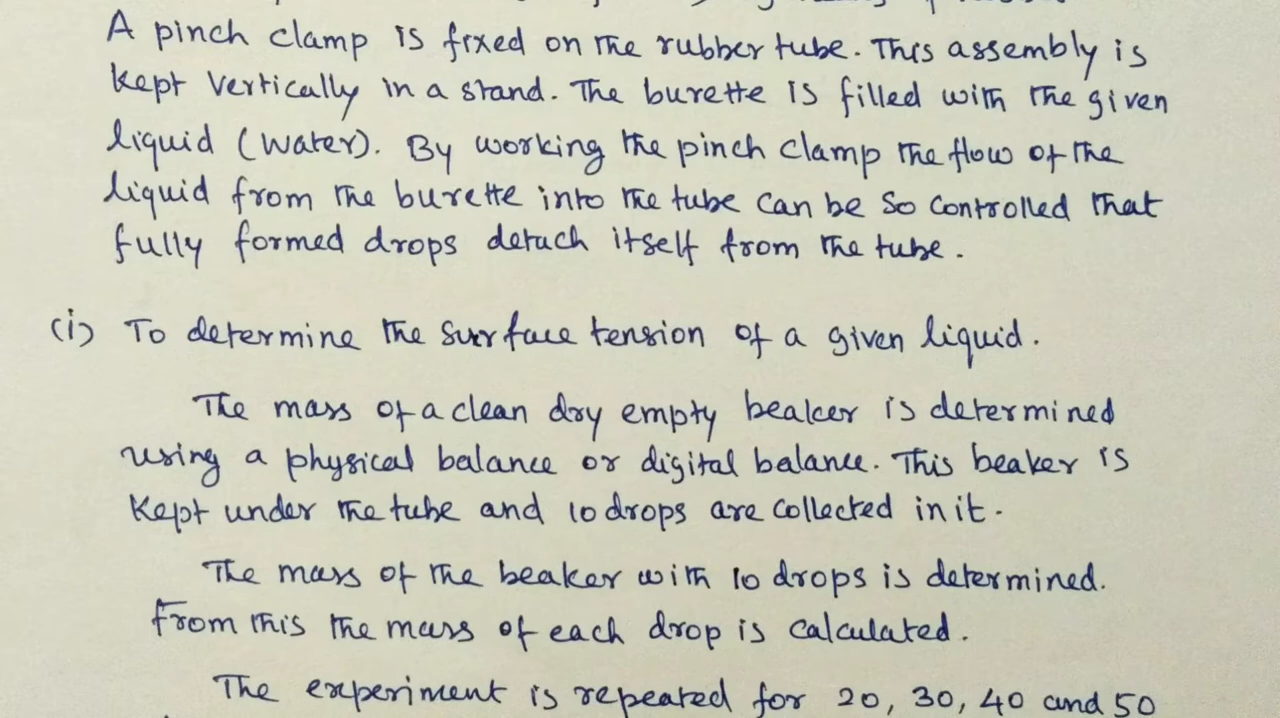 A pinch clamp is fixed on the rubber tube. This assembly is
kept vertically in a stand. The burette is filled with the given
liquid (water). By working the pinch clamp the flow of the
liquid from the burette into the tube can be so controlled that
fully formed drops detach itself from the tube.
(i) To determine the surface tension of a given liquid.
The mass of a clean dry empty beaker is determined
using a physical balance or digital balance. This beaker is
kept under the tube and 10 drops are collected in it.
The mass of the beaker with 10 drops is determined.
From this the mass of each drop is calculated.
The experiment is repeated for 20, 30, 40 and 50